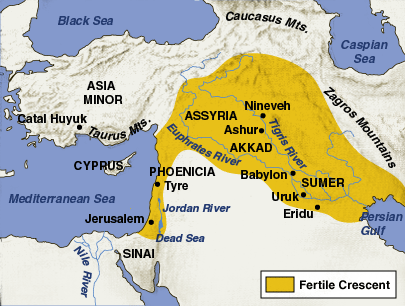 Black Sea
Caucasus Mts.
Caspian
Sea
ASIA
MINOR
Catal Huyuk
Taurus Mts.
Nineveh
ASSYRIA
Ashur
Tigris River
Zagros Mountains
Euphrates River
AKKAD
CYPRUS
PHOENICIA
Tyre
Babylon
SUMER
Uruk
Eridu
Mediterranean Sea
Jordan River
Jerusalem
Dead Sea
Persian
Gulf
SINAI
Nile
River
Fertile Crescent